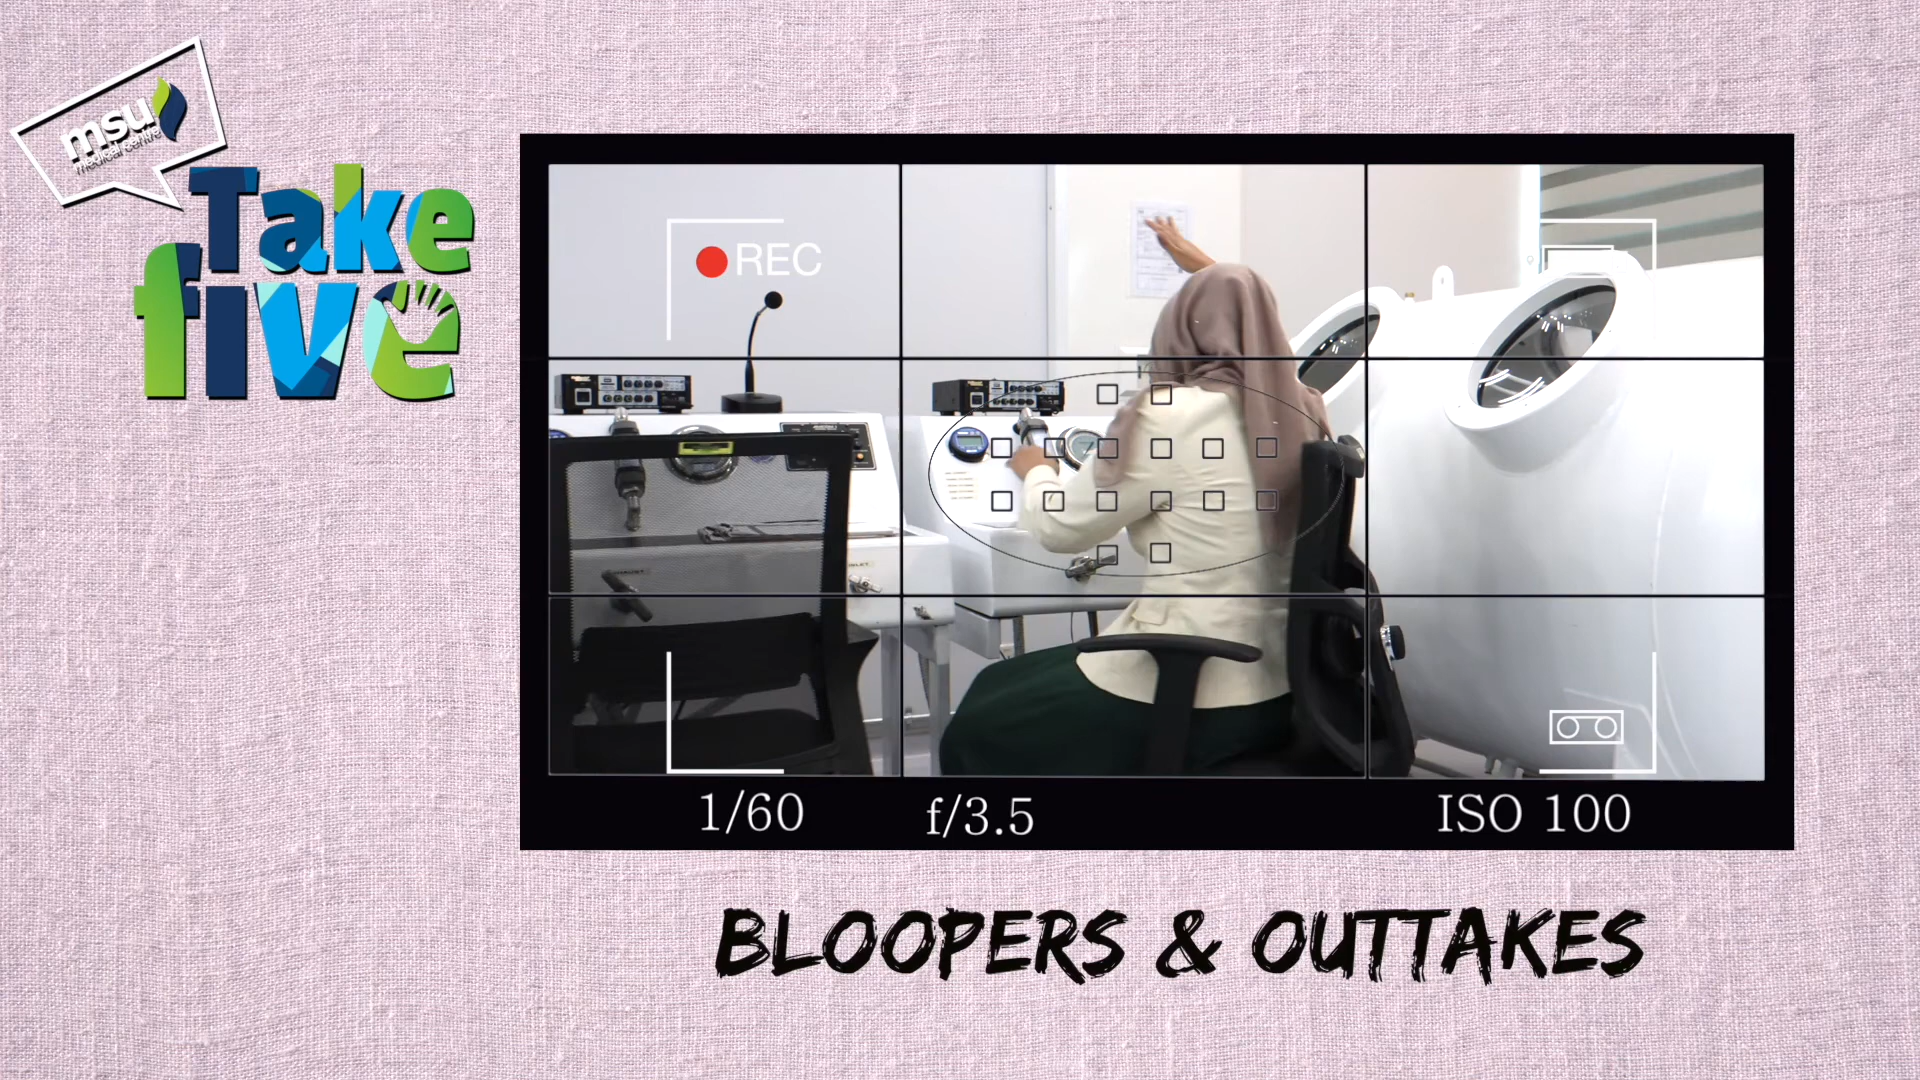 msu
medical centre
Take
five
REC
1/60
f/3.5
ISO 100
BLOOPERS & OUTTAKES